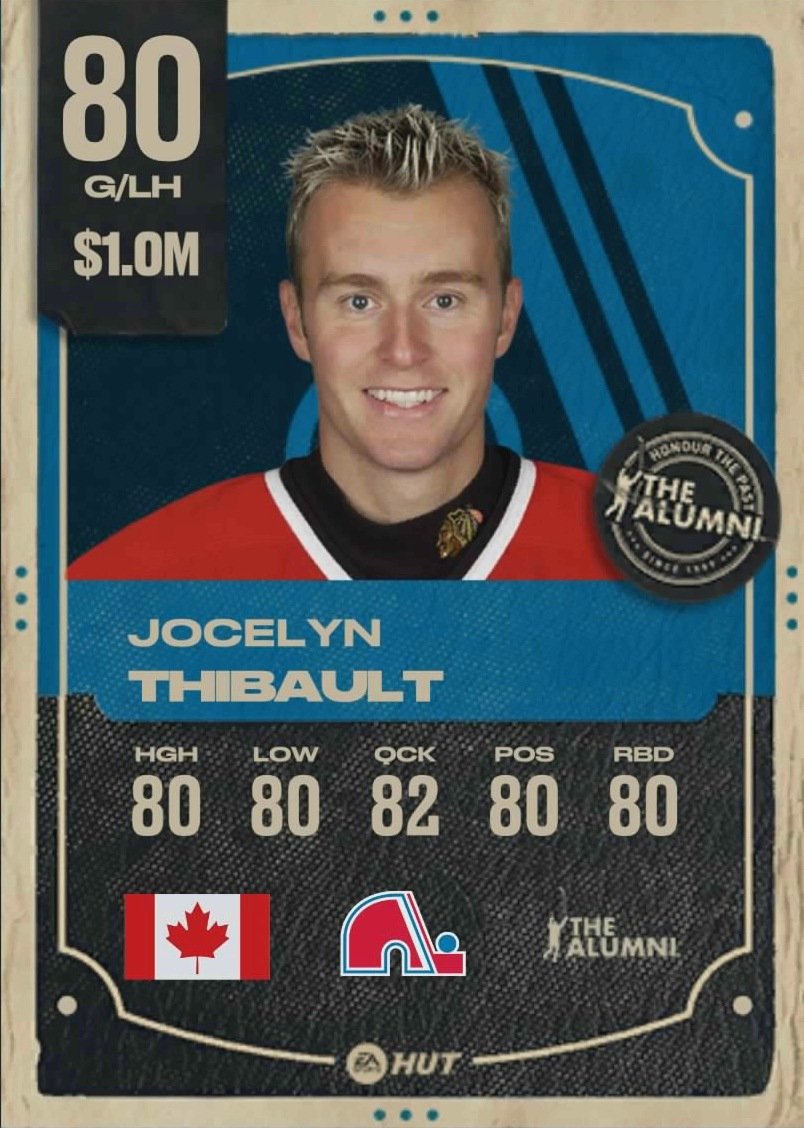 80
G/LH
$1.0M
HONOUR THE PAST
THE
ALUMNI
JOCELYN
THIBAULT
HGH LOW QCK POS RBD
80 80 82 80 80
THE
ALUMNI
EA
HUT